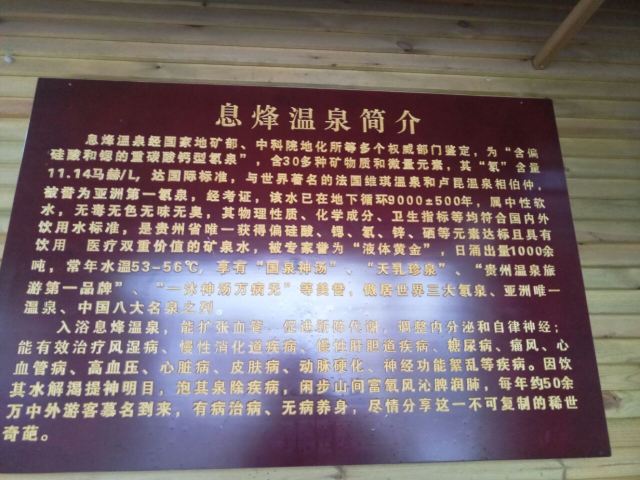 息烽温泉简介
息烽温泉经国家地矿部、中科院地化所等多个权威部门鉴定，为“含偏
硅酸和锶的重碳酸钙型氡泉”，含30多种矿物质和微量元素，其“氡”含量
11.14马赫/L，达国际标准，与世界著名的法国维琪温泉和卢昆温泉相伯仲，
被誉为亚洲第一氡泉，经考证，该水已在地下循环9000±500年，属中性软
水，无毒无色无味无臭，其物理性质、化学成分、卫生指标等均符合国内外
饮用水标准，是贵州省唯一获得偏硅酸、锶、氡、锌、硒等元素达标且具有
饮用 医疗双重价值的矿泉水，被专家誉为“液体黄金”，日涌出量1000余
吨，常年水温53-56℃，享有“国泉神汤”、“天乳珍泉”、“贵州温泉旅
游第一品牌”、“一沐神汤万病无”等美誉，傲居世界三大氡泉、亚洲唯一
温泉、中国八大名泉之列。
入浴息烽温泉，能扩张血管 促进新陈代谢，调整内分泌和自律神经；
能有效治疗风湿病、慢性消化道疾病、慢性肝胆道疾病、糖尿病、痛风、心
血管病、高血压、心脏病、皮肤病、动脉硬化、神经功能紊乱等疾病。因饮
其水解渴提神明目，泡其泉除疾病，闲步山间富氧风沁脾润肺，每年约50余
万中外游客慕名到来，有病治病、无病养身，尽情分享这一不可复制的稀世
奇葩。